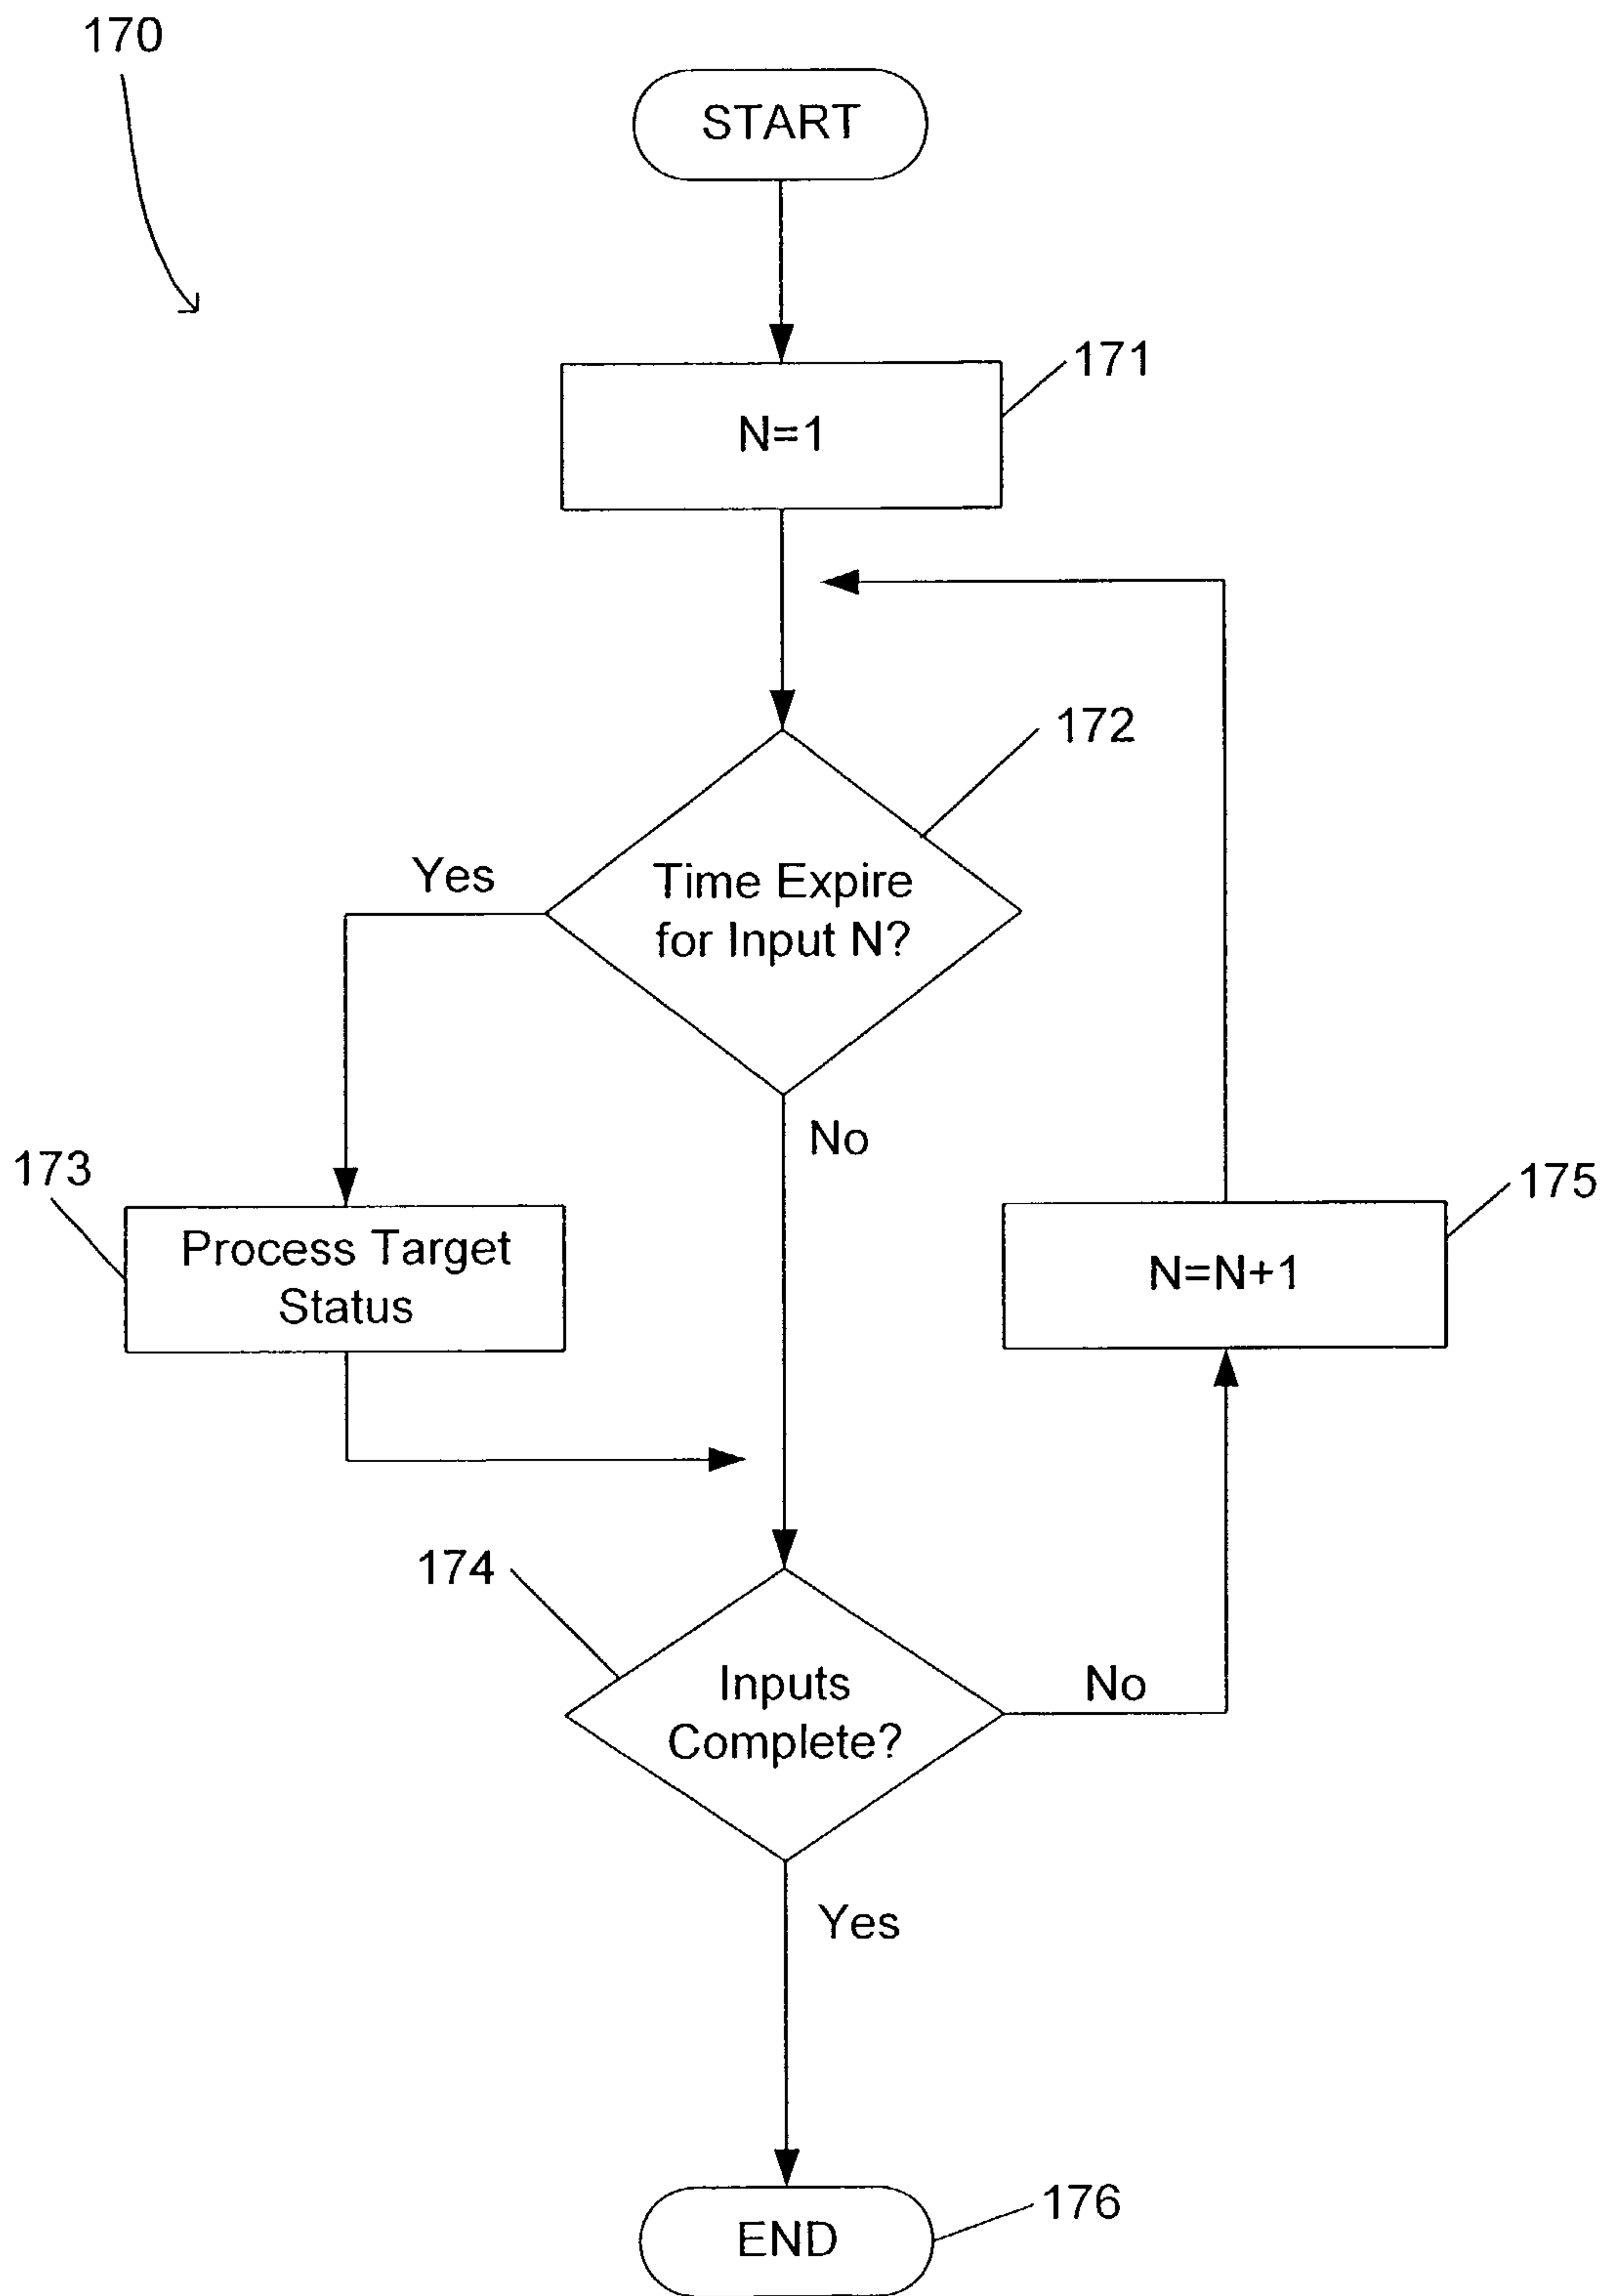 170
START
171
N=1
172
Yes
Time Expire
for Input N?
No
173
175
Process Target
Status
N=N+1
174
Inputs
Complete?
No
Yes
176
END